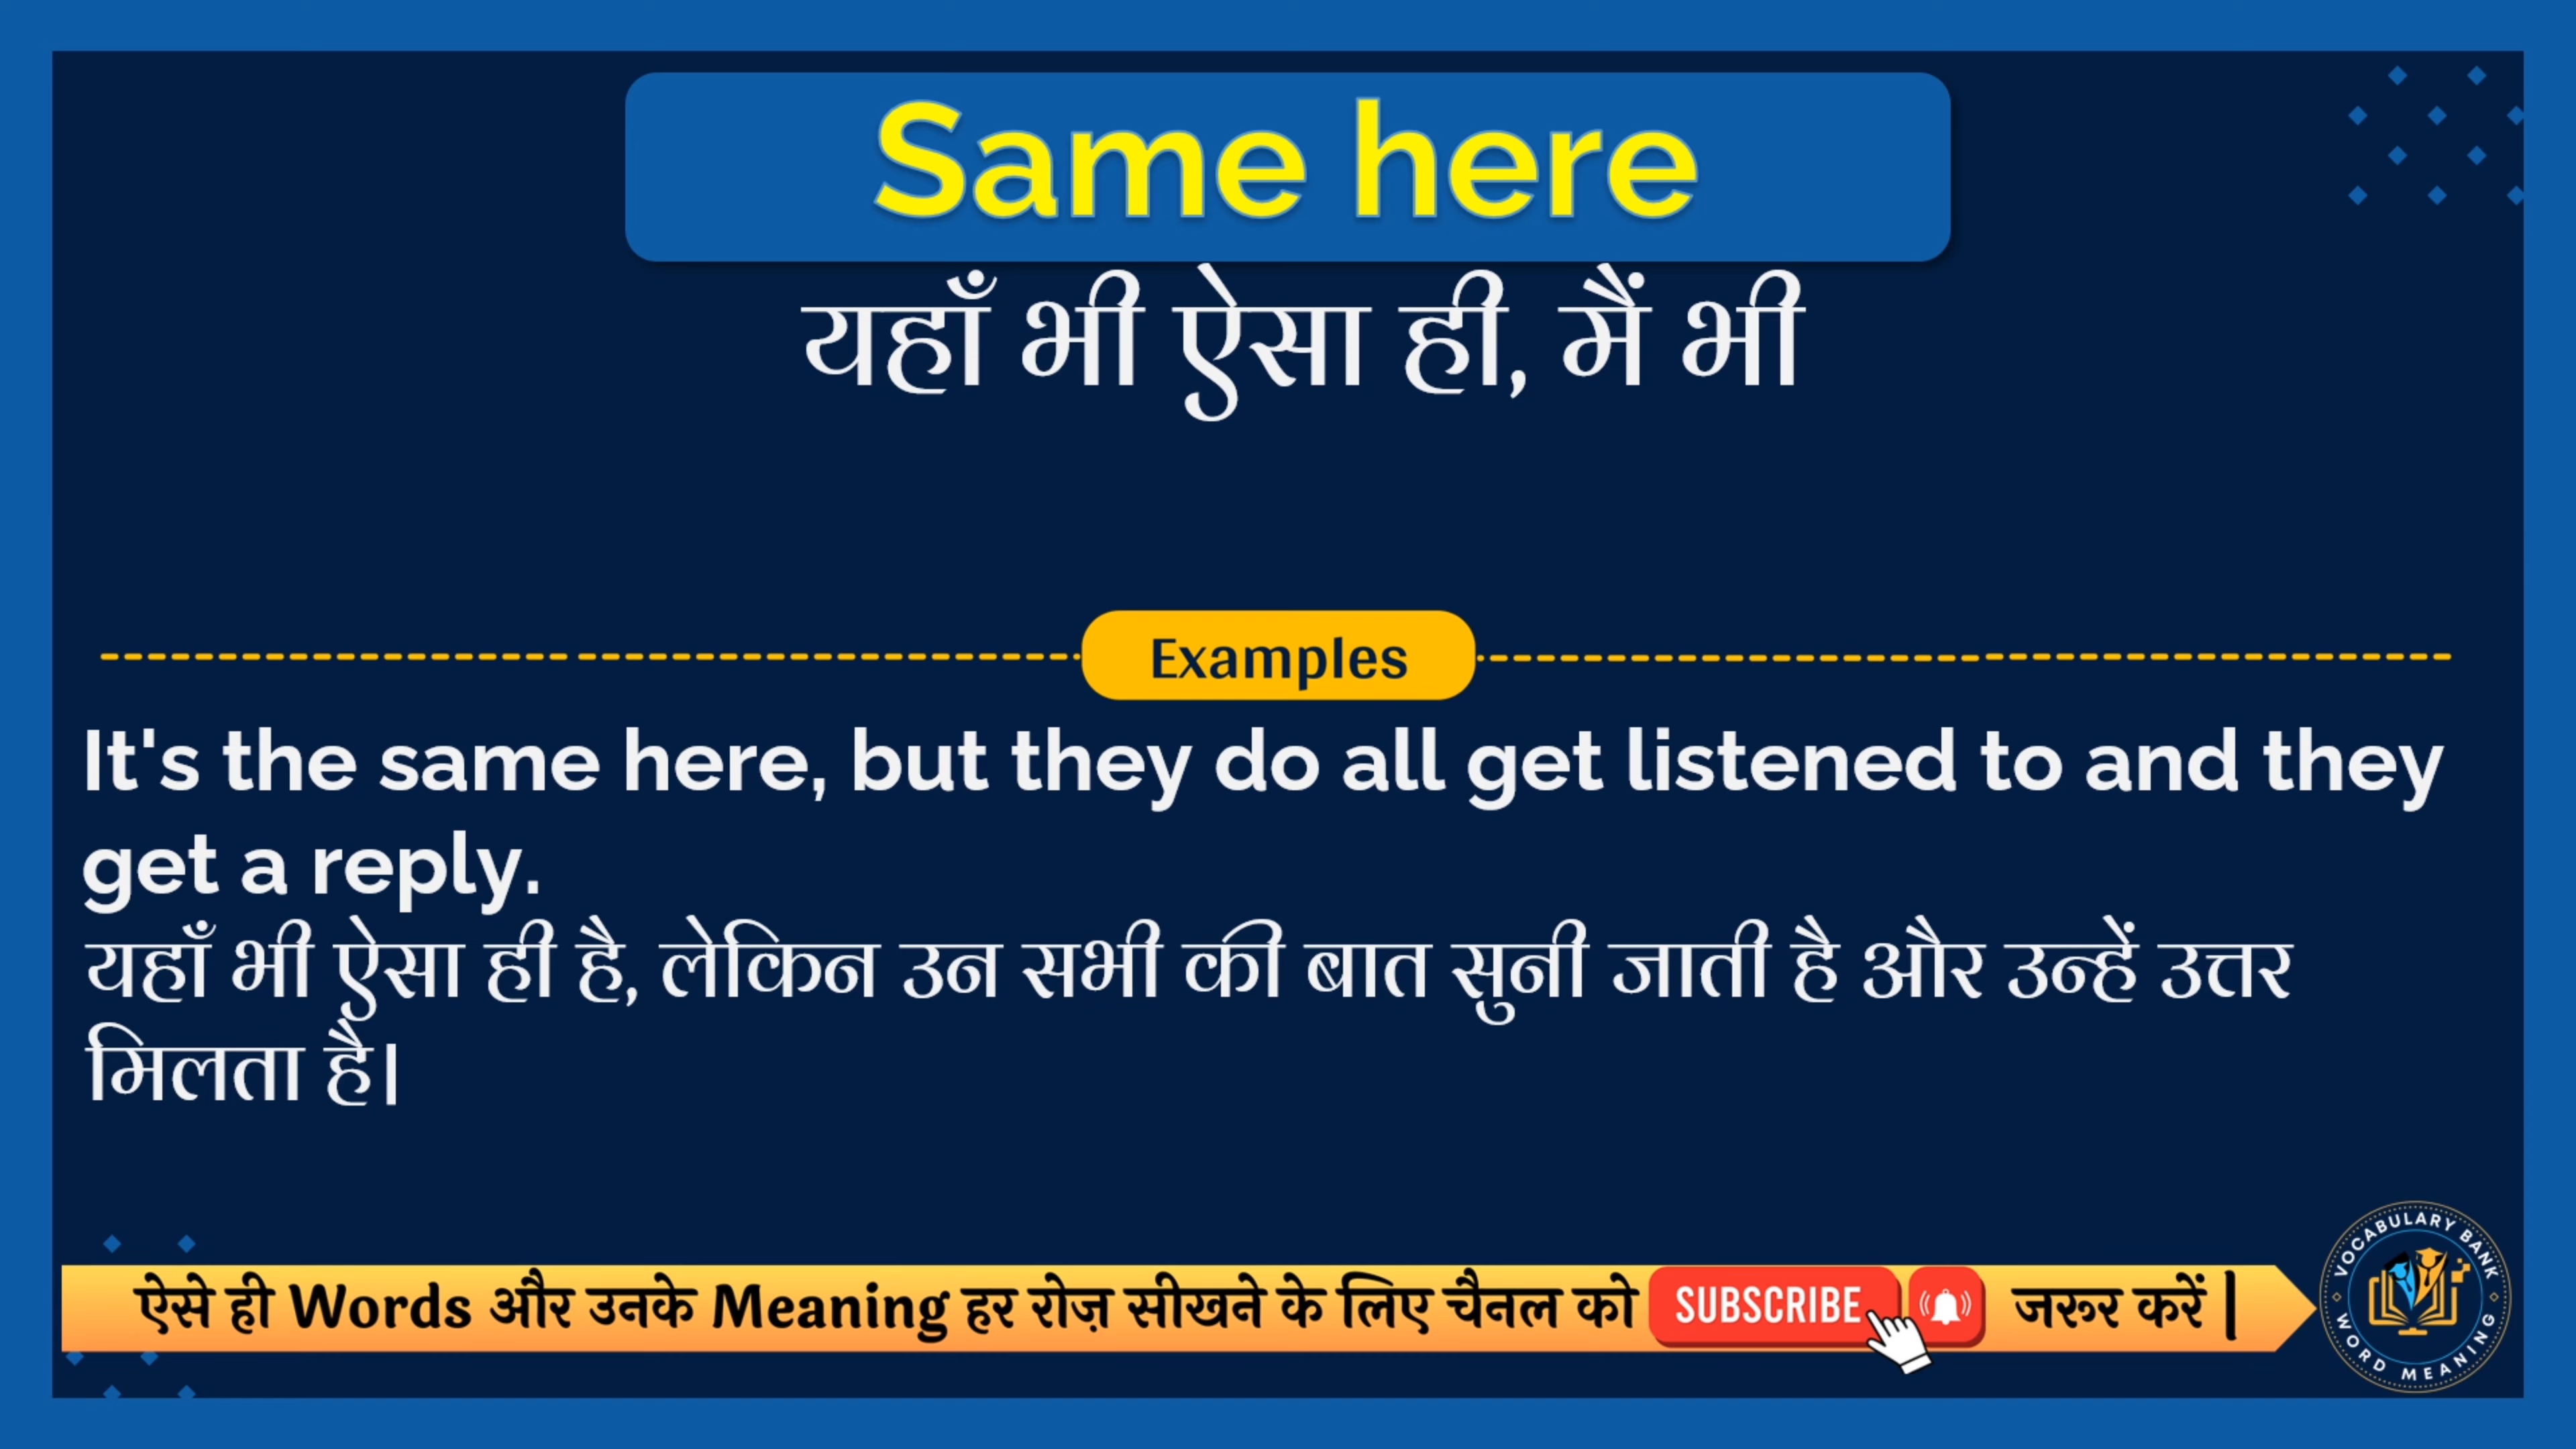 Same here
यहाँ भी ऐसा ही, मैं भी
Examples
It's the same here, but they do all get listened to and they
get a reply.
यहाँ भी ऐसा ही है, लेकिन उन सभी की बात सुनी जाती है और उन्हें उत्तर
मिलता है।
ऐसे ही Words और उनके Meaning हर रोज़ सीखने के लिए चैनल को SUBSCRIBE जरूर करें |
VOCABULARY BANK
WORD MEANING